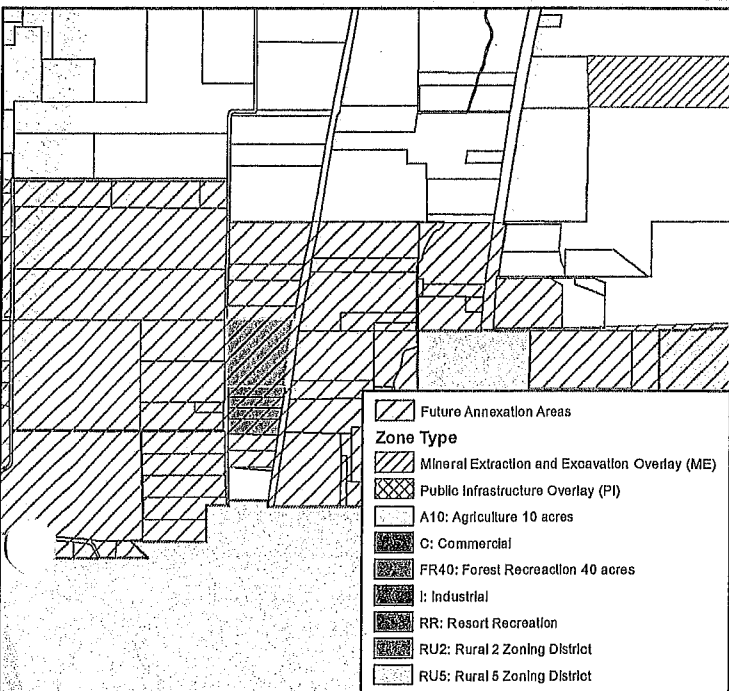 Future Annexation Areas
Zone Type
Mineral Extraction and Excavation Overlay (ME)
Public Infrastructure Overlay (PI)
A10: Agriculture 10 acres
C: Commercial
FR40: Forest Recreaction 40 acres
I: Industrial
RR: Resort Recreation
RU2: Rural 2 Zoning District
RU5: Rural 5 Zoning District